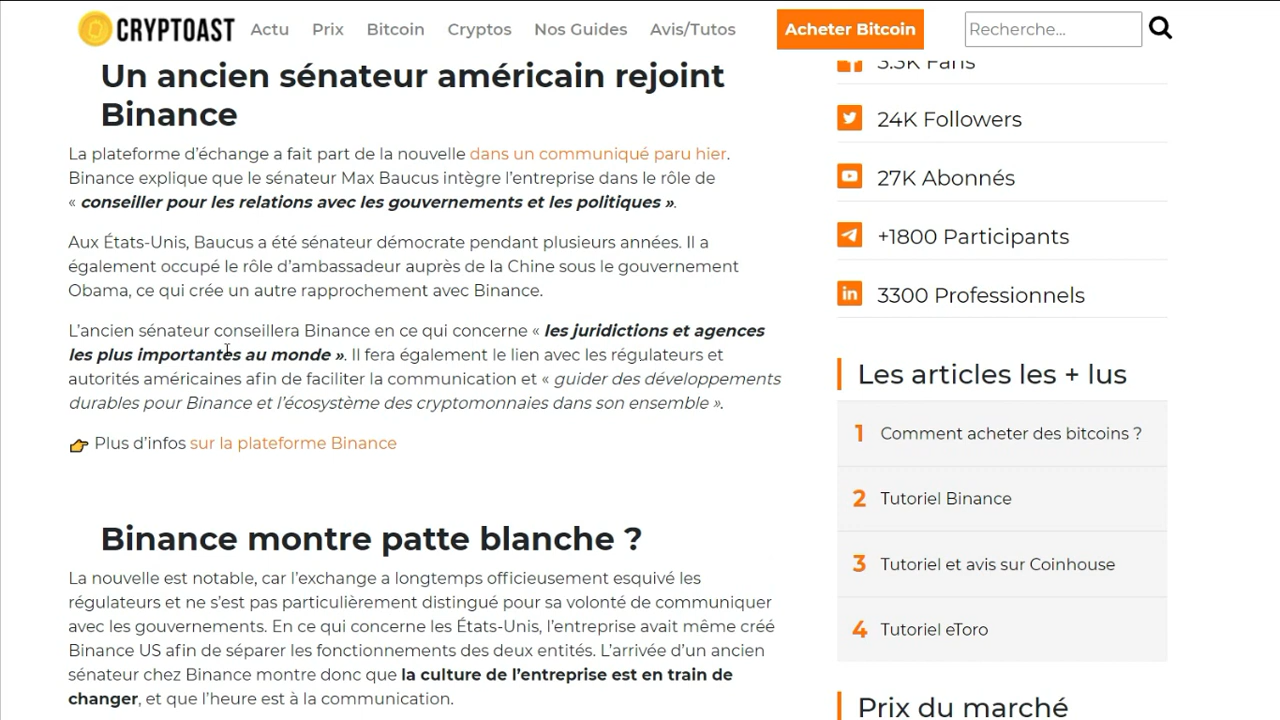 CRYPTOAST Actu Prix Bitcoin Cryptos Nos Guides Avis/Tutos Acheter Bitcoin Recherche...
Un ancien sénateur américain rejoint
Binance
La plateforme d’échange a fait part de la nouvelle dans un communiqué paru hier.
Binance explique que le sénateur Max Baucus intègre l’entreprise dans le rôle de
« conseiller pour les relations avec les gouvernements et les politiques ».
Aux États-Unis, Baucus a été sénateur démocrate pendant plusieurs années. Il a
également occupé le rôle d’ambassadeur auprès de la Chine sous le gouvernement
Obama, ce qui crée un autre rapprochement avec Binance.
L’ancien sénateur conseillera Binance en ce qui concerne « les juridictions et agences
les plus importantes au monde ». Il fera également le lien avec les régulateurs et
autorités américaines afin de faciliter la communication et « guider des développements
durables pour Binance et l’écosystème des cryptomonnaies dans son ensemble ».
Plus d’infos sur la plateforme Binance
Binance montre patte blanche ?
La nouvelle est notable, car l’exchange a longtemps officieusement esquivé les
régulateurs et ne s’est pas particulièrement distingué pour sa volonté de communiquer
avec les gouvernements. En ce qui concerne les États-Unis, l’entreprise avait même créé
Binance US afin de séparer les fonctionnements des deux entités. L’arrivée d’un ancien
sénateur chez Binance montre donc que la culture de l’entreprise est en train de
changer, et que l’heure est à la communication.
3.3K Fans
24K Followers
27K Abonnés
+1800 Participants
3300 Professionnels
Les articles les + lus
1 Comment acheter des bitcoins ?
2 Tutoriel Binance
3 Tutoriel et avis sur Coinhouse
4 Tutoriel eToro
Prix du marché